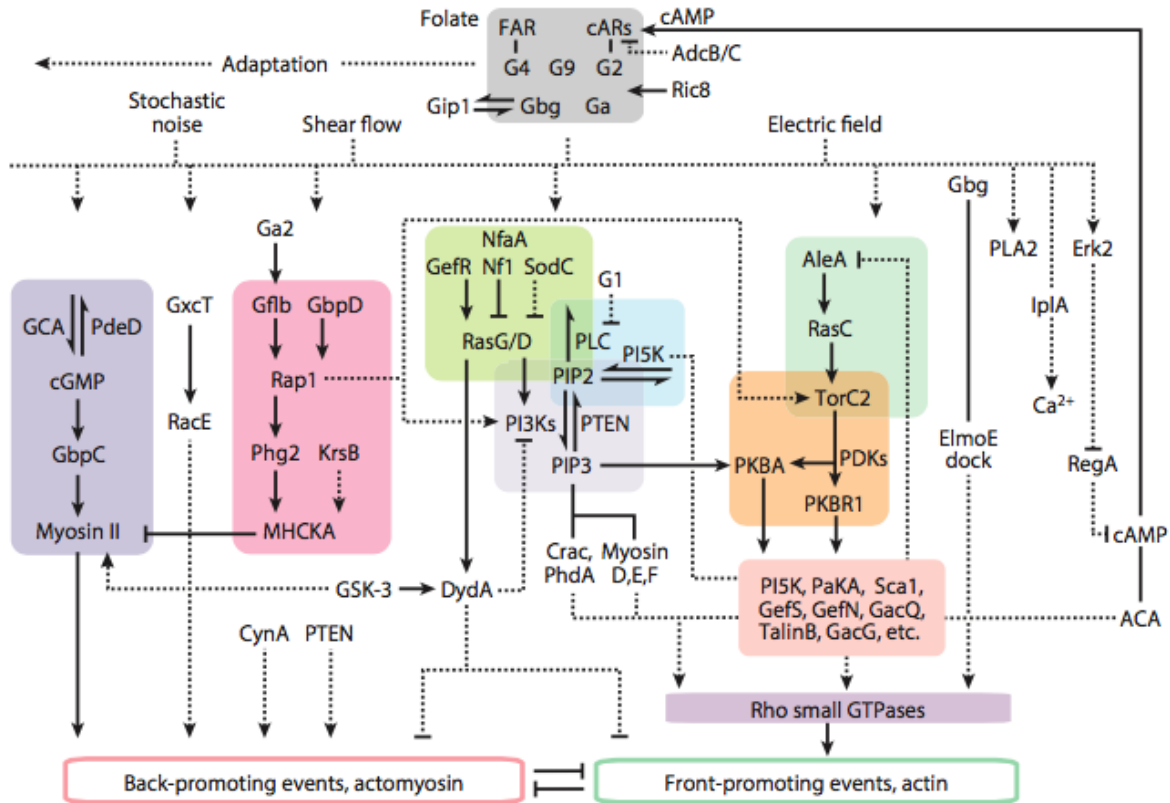 Folate
FAR
cARs
cAMP
AdcB/C
G4
G9
G2
Adaptation
Ric8
Gip1
Gbg
Ga
Stochastic
noise
Shear flow
Electric field
Gbg
Ga2
NfaA
PLA2
Erk2
GefR
Nf1
SodC
G1
AleA
GCA
PdeD
GxcT
Gflb
GbpD
IplA
RasG/D
PLC
RasC
PI5K
cGMP
Rap1
PIP2
TorC2
Ca2+
RacE
PI3Ks
PTEN
GbpC
Phg2
KrsB
PIP3
PKBA
PDKs
ElmoE
dock
RegA
PKBR1
Myosin II
MHCKA
cAMP
Crac,
PhdA
Myosin
D,E,F
GSK-3
DydA
PI5K, PaKA, Sca1,
GefS, GefN, GacQ,
TalinB, GacG, etc.
ACA
CynA
PTEN
Rho small GTPases
Back-promoting events, actomyosin
Front-promoting events, actin